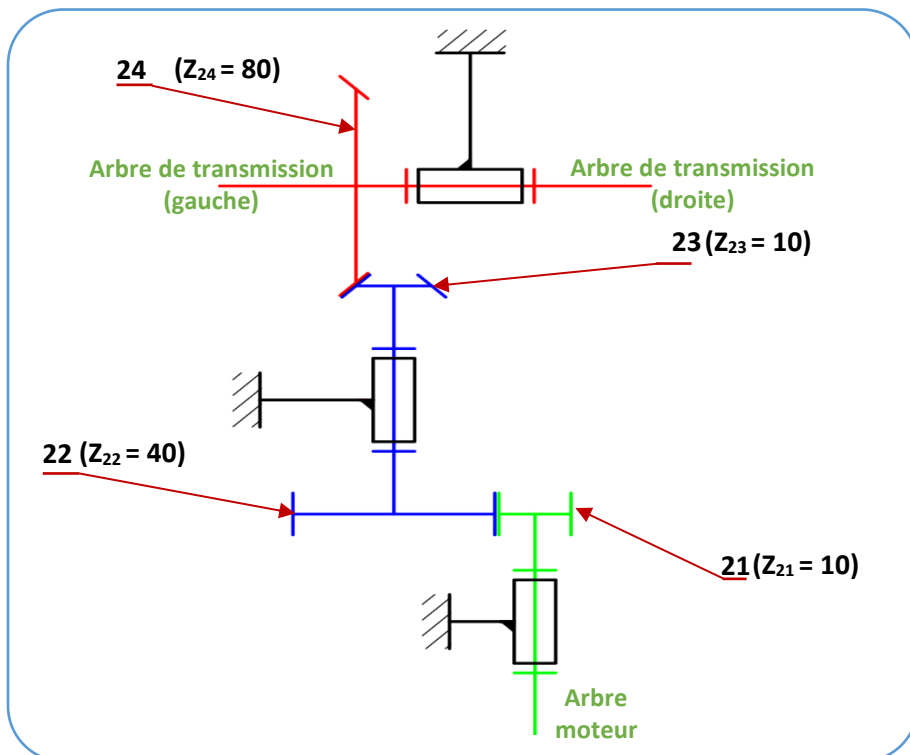 24 (Z24 = 80)
Arbre de transmission
(gauche)
Arbre de transmission
(droite)
23 (Z23 = 10)
22 (Z22 = 40)
21 (Z21 = 10)
Arbre
moteur